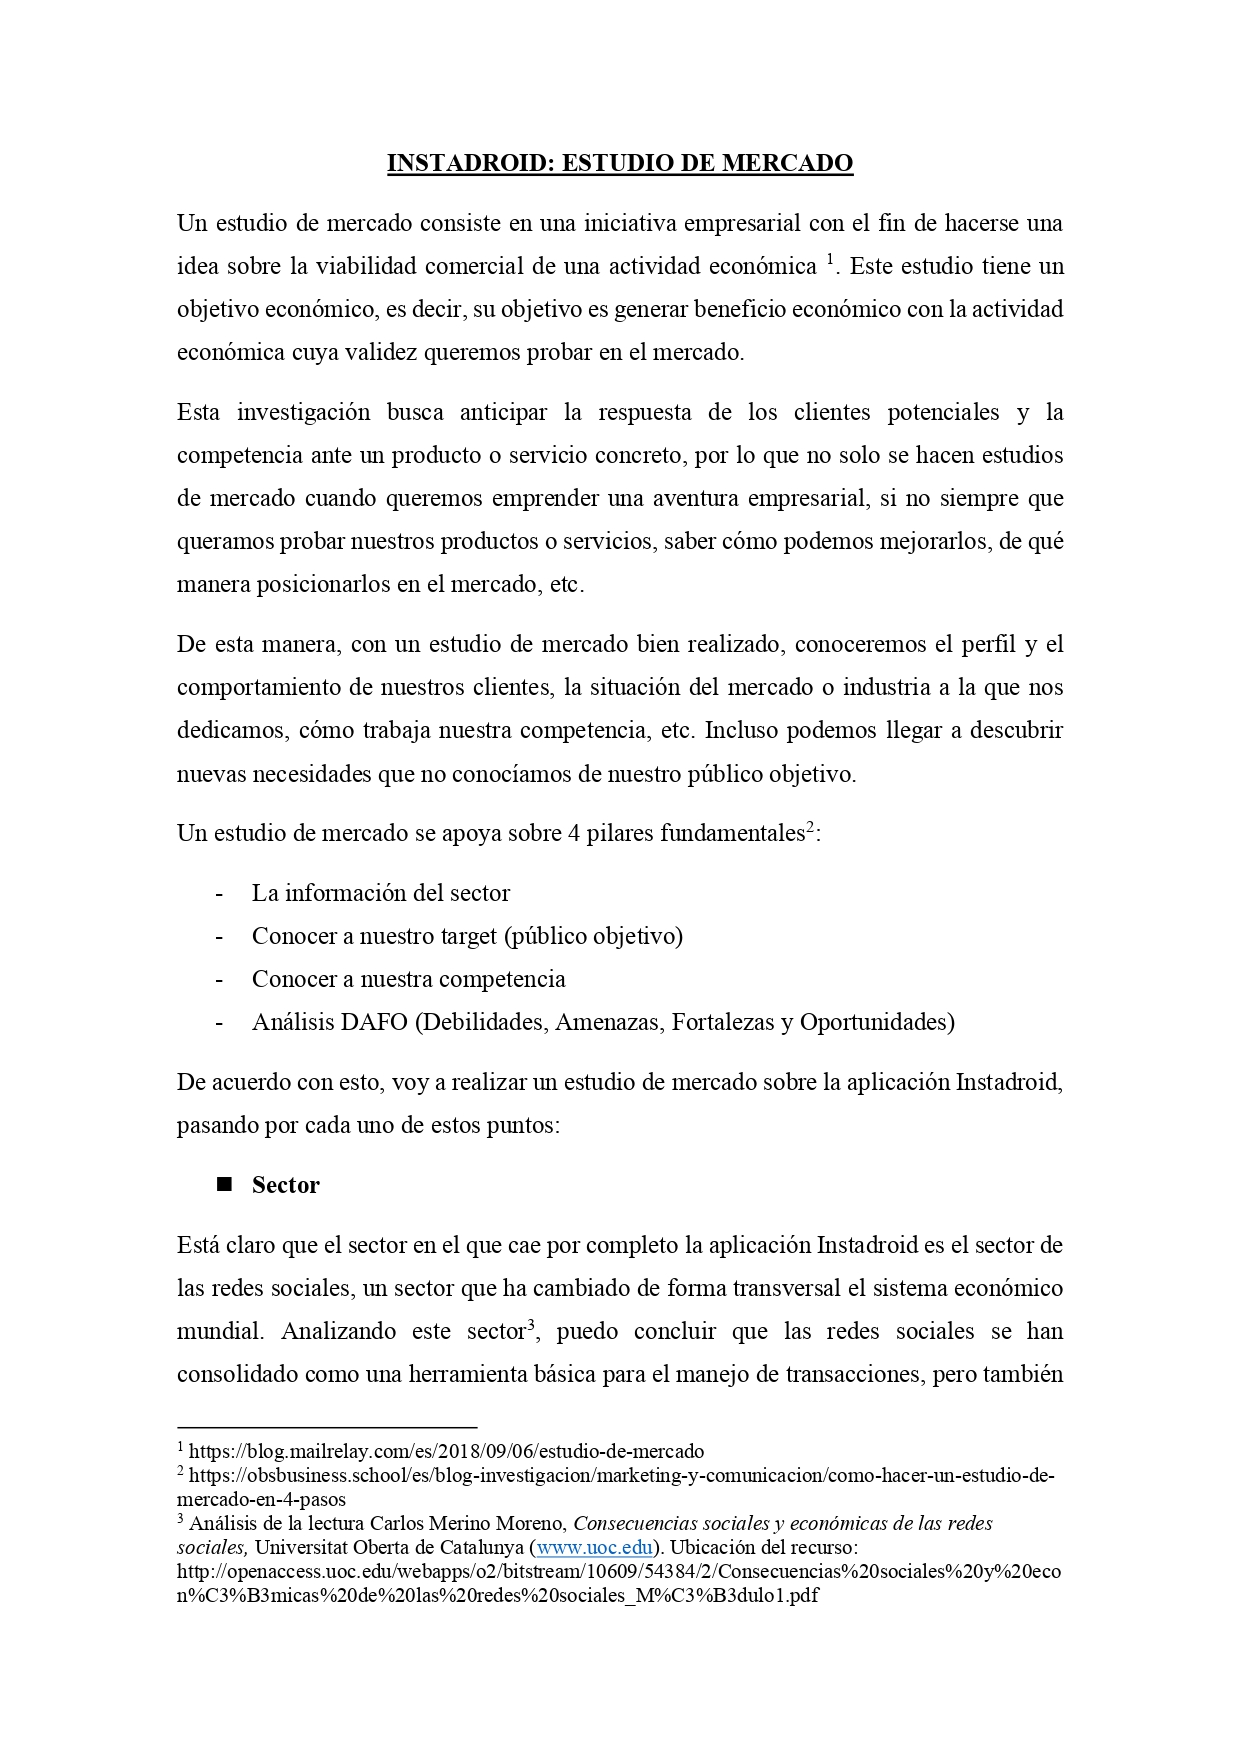 INSTADROID: ESTUDIO DE MERCADO
Un estudio de mercado consiste en una iniciativa empresarial con el fin de hacerse una
idea sobre la viabilidad comercial de una actividad económica 1. Este estudio tiene un
objetivo económico, es decir, su objetivo es generar beneficio económico con la actividad
económica cuya validez queremos probar en el mercado.
Esta investigación busca anticipar la respuesta de los clientes potenciales y la
competencia ante un producto o servicio concreto, por lo que no solo se hacen estudios
de mercado cuando queremos emprender una aventura empresarial, si no siempre que
queramos probar nuestros productos o servicios, saber cómo podemos mejorarlos, de qué
manera posicionarlos en el mercado, etc.
De esta manera, con un estudio de mercado bien realizado, conoceremos el perfil y el
comportamiento de nuestros clientes, la situación del mercado o industria a la que nos
dedicamos, cómo trabaja nuestra competencia, etc. Incluso podemos llegar a descubrir
nuevas necesidades que no conocíamos de nuestro público objetivo.
Un estudio de mercado se apoya sobre 4 pilares fundamentales2:
- La información del sector
- Conocer a nuestro target (público objetivo)
- Conocer a nuestra competencia
- Análisis DAFO (Debilidades, Amenazas, Fortalezas y Oportunidades)
De acuerdo con esto, voy a realizar un estudio de mercado sobre la aplicación Instadroid,
pasando por cada uno de estos puntos:
■ Sector
Está claro que el sector en el que cae por completo la aplicación Instadroid es el sector de
las redes sociales, un sector que ha cambiado de forma transversal el sistema económico
mundial. Analizando este sector3, puedo concluir que las redes sociales se han
consolidado como una herramienta básica para el manejo de transacciones, pero también
1 https://blog.mailrelay.com/es/2018/09/06/estudio-de-mercado
2 https://obsbusiness.school/es/blog-investigacion/marketing-y-comunicacion/como-hacer-un-estudio-de-
mercado-en-4-pasos
3 Análisis de la lectura Carlos Merino Moreno, Consecuencias sociales y económicas de las redes
sociales, Universitat Oberta de Catalunya (www.uoc.edu). Ubicación del recurso:
http://openaccess.uoc.edu/webapps/o2/bitstream/10609/54384/2/Consecuencias%20sociales%20y%20eco
n%C3%B3micas%20de%20las%20redes%20sociales_M%C3%B3dulo1.pdf